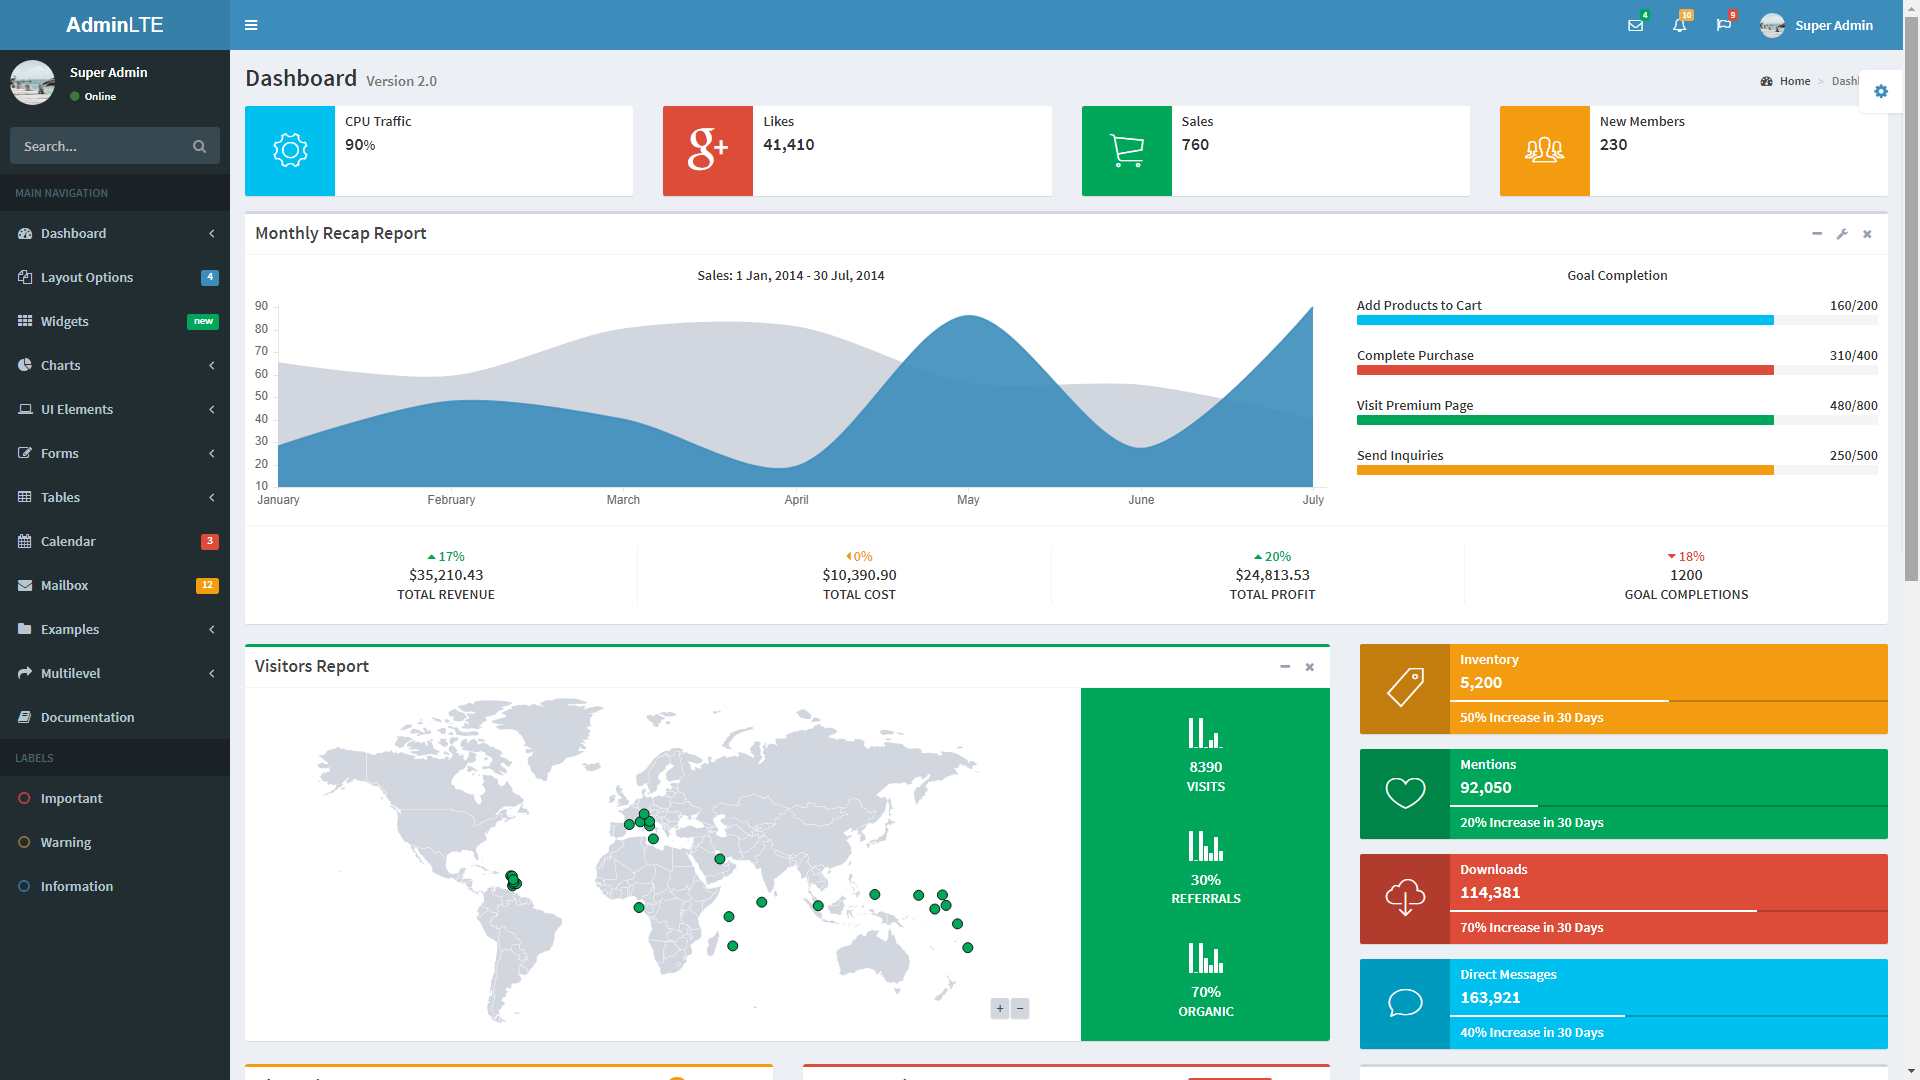 AdminLTE
4
10
9
Super Admin
Super Admin
Online
Search...
MAIN NAVIGATION
Dashboard
Layout Options 4
Widgets new
Charts
UI Elements
Forms
Tables
Calendar 3
Mailbox 12
Examples
Multilevel
Documentation
LABELS
Important
Warning
Information
Dashboard Version 2.0
Home > Dash
CPU Traffic
90%
g+
Likes
41,410
Sales
760
New Members
230
Monthly Recap Report
Sales: 1 Jan, 2014 - 30 Jul, 2014
90
80
70
60
50
40
30
20
10
January February March April May June July
Goal Completion
Add Products to Cart 160/200
Complete Purchase 310/400
Visit Premium Page 480/800
Send Inquiries 250/500
17%
$35,210.43
TOTAL REVENUE
0%
$10,390.90
TOTAL COST
20%
$24,813.53
TOTAL PROFIT
18%
1200
GOAL COMPLETIONS
Visitors Report
+ −
8390
VISITS
30%
REFERRALS
70%
ORGANIC
Inventory
5,200
50% Increase in 30 Days
Mentions
92,050
20% Increase in 30 Days
Downloads
114,381
70% Increase in 30 Days
Direct Messages
163,921
40% Increase in 30 Days